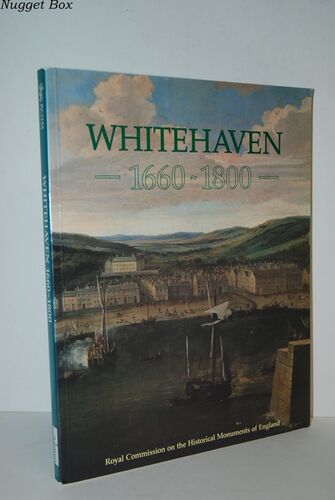 Nugget Box
WHITEHAVEN
1660~1800
Royal Commission on the Historical Monuments of England
WHITEHAVEN 1660-1800